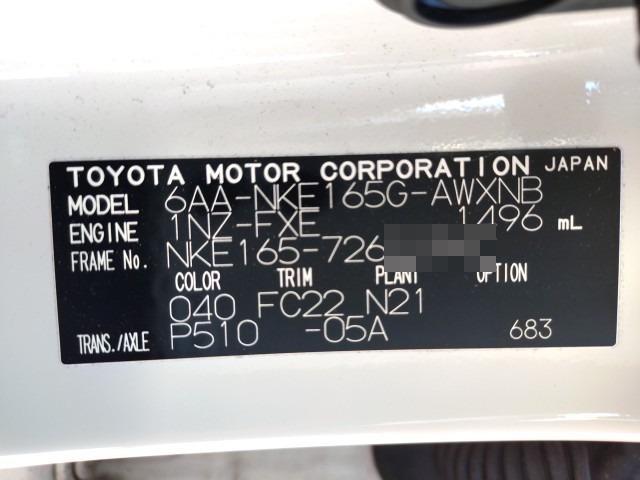 TOYOTA MOTOR CORPORATION JAPAN
MODEL 6AA-NKE165G-AWXNB
ENGINE 1NZ-FXE 1496 mL
FRAME No. NKE165-726
COLOR TRIM PLANT OPTION
040 FC22 N21
TRANS./AXLE P510 -05A 683